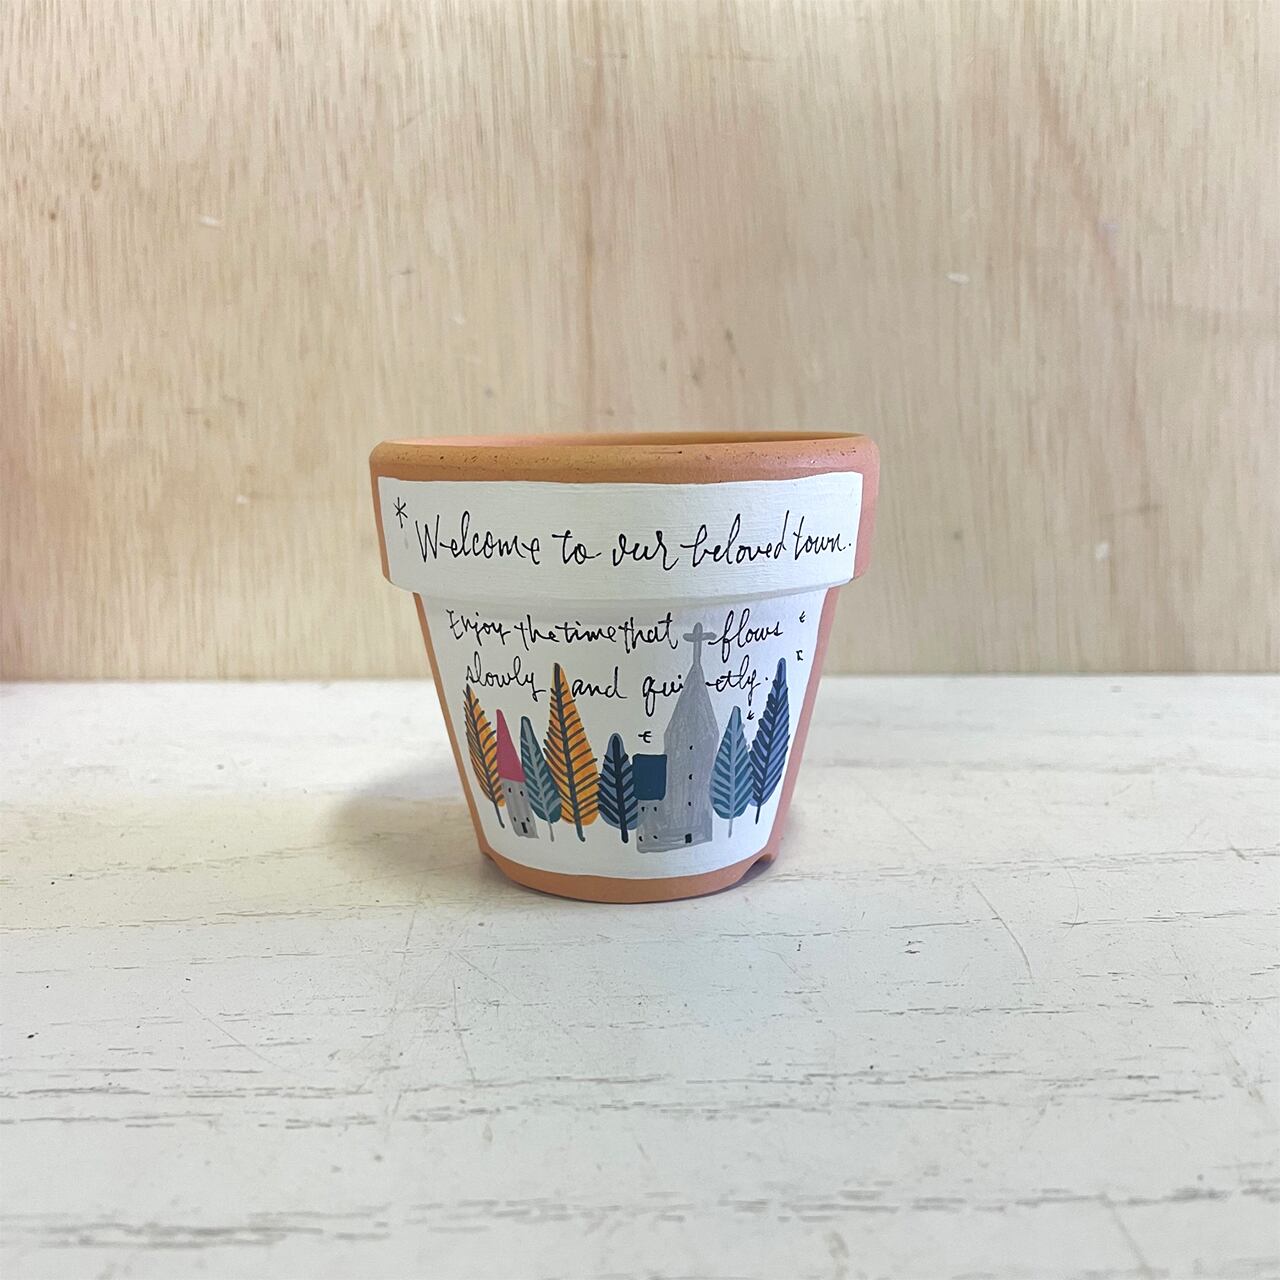 * Welcome to our beloved town.
Enjoy the time that flows
slowly and quietly.